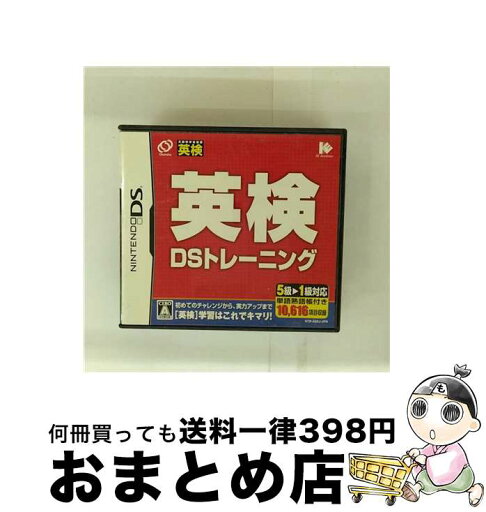 NINTENDO DS
英検
英検
DSトレーニング
5級▶1級対応
単語熟語帳付き
10,616
CERO A
初めてのチャレンジから、実力アップまで
[英検]学習はこれでキマリ!
何冊買っても送料一律398円
おまとめ店